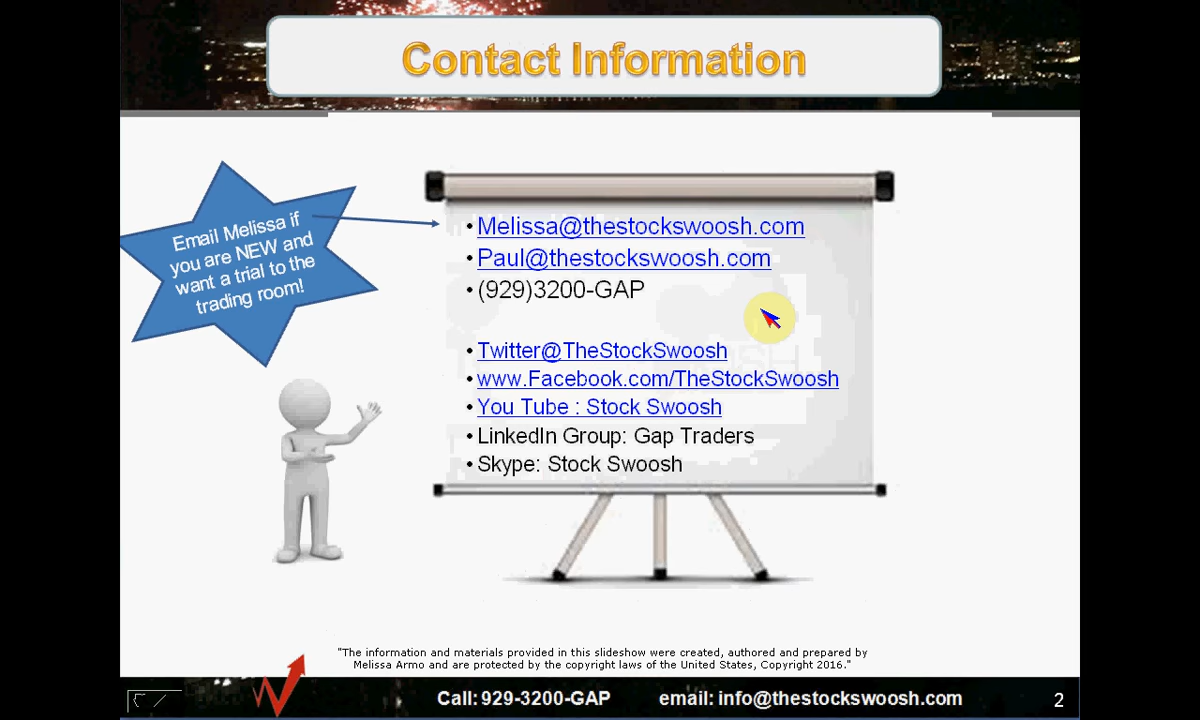 Contact Information
Email Melissa if
you are NEW and
want a trial to the
trading room!
• Melissa@thestockswoosh.com
• Paul@thestockswoosh.com
• (929)3200-GAP
• Twitter@TheStockSwoosh
• www.Facebook.com/TheStockSwoosh
• You Tube : Stock Swoosh
• LinkedIn Group: Gap Traders
• Skype: Stock Swoosh
"The information and materials provided in this slideshow were created, authored and prepared by
Melissa Armo and are protected by the copyright laws of the United States, Copyright 2016."
Call: 929-3200-GAP email: info@thestockswoosh.com 2